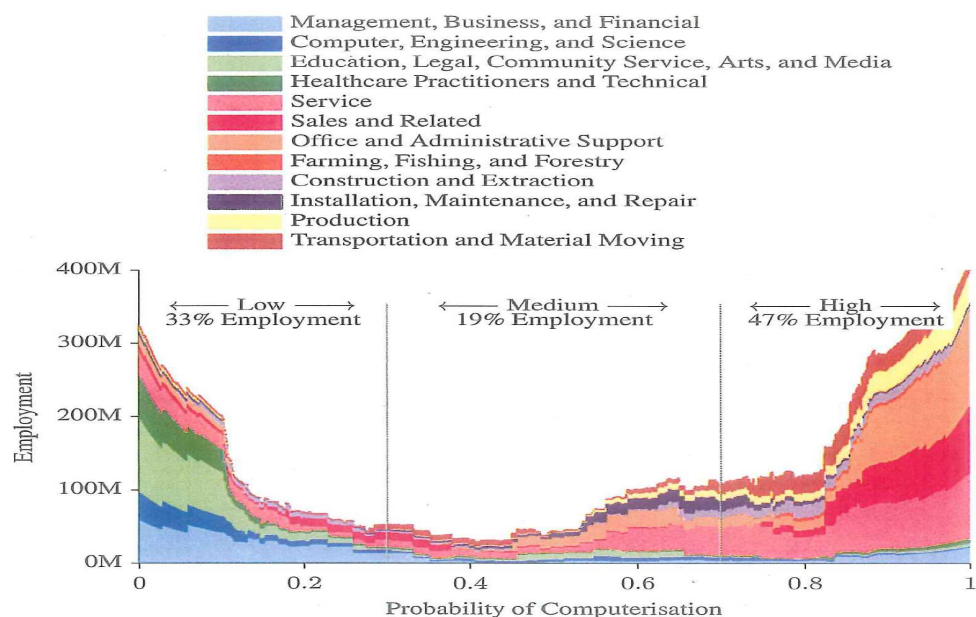 Management, Business, and Financial
Computer, Engineering, and Science
Education, Legal, Community Service, Arts, and Media
Healthcare Practitioners and Technical
Service
Sales and Related
Office and Administrative Support
Farming, Fishing, and Forestry
Construction and Extraction
Installation, Maintenance, and Repair
Production
Transportation and Material Moving
400M
Low
33% Employment
Medium
19% Employment
High
47% Employment
300M
200M
100M
0M
Employment
0
0.2
0.4
0.6
0.8
1
Probability of Computerisation